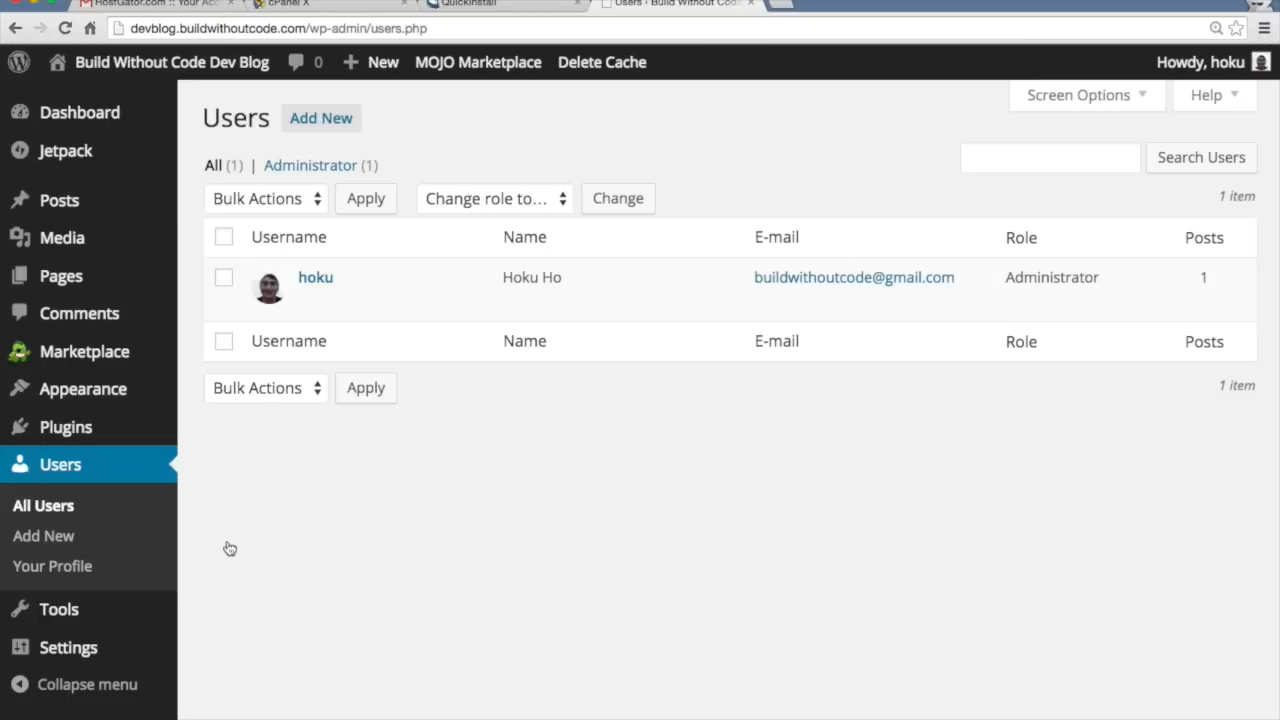 HostGator.com :: Your Acc
cPanel X
QuickInstall
Users ‹ Build Without Code
devblog.buildwithoutcode.com/wp-admin/users.php
Build Without Code Dev Blog 0 New MOJO Marketplace Delete Cache Howdy, hoku
Dashboard
Jetpack
Posts
Media
Pages
Comments
Marketplace
Appearance
Plugins
Users
All Users
Add New
Your Profile
Tools
Settings
Collapse menu
Screen Options Help
Users Add New
All (1) | Administrator (1)
Search Users
Bulk Actions Apply Change role to... Change 1 item
Username Name E-mail Role Posts
hoku Hoku Ho buildwithoutcode@gmail.com Administrator 1
Username Name E-mail Role Posts
Bulk Actions Apply 1 item